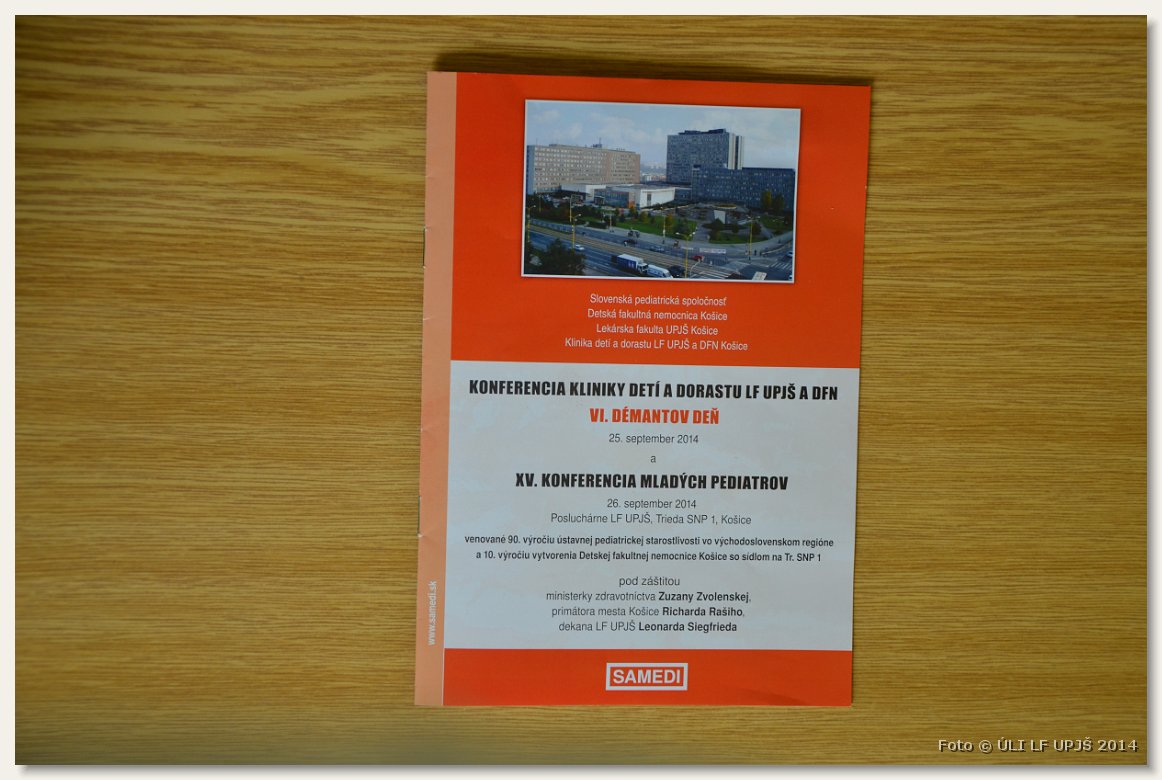 Slovenská pediatrická spoločnosť
Detská fakultná nemocnica Košice
Lekárska fakulta UPJŠ Košice
Klinika detí a dorastu LF UPJŠ a DFN Košice
KONFERENCIA KLINIKY DETÍ A DORASTU LF UPJŠ A DFN
VI. DÉMANTOV DEŇ
25. september 2014
a
XV. KONFERENCIA MLADÝCH PEDIATROV
26. september 2014
Posluchárne LF UPJŠ, Trieda SNP 1, Košice
venované 90. výročiu ústavnej pediatrickej starostlivosti vo východoslovenskom regióne
a 10. výročiu vytvorenia Detskej fakultnej nemocnice Košice so sídlom na Tr. SNP 1
pod záštitou
ministerky zdravotníctva Zuzany Zvolenskej,
primátora mesta Košice Richarda Rašiho,
dekana LF UPJŠ Leonarda Siegfrieda
www.samedi.sk
SAMEDI
Foto © ÚLI LF UPJŠ 2014